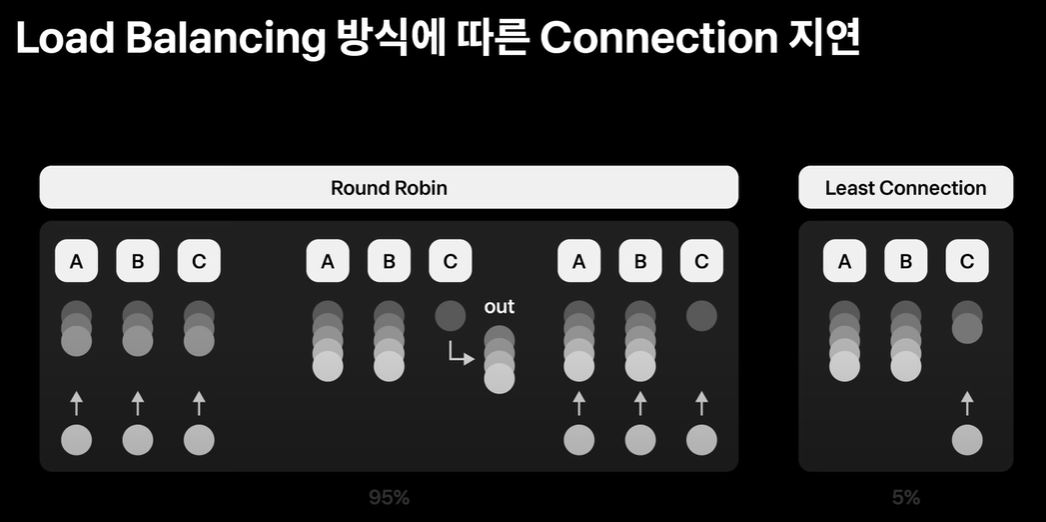 Load Balancing 방식에 따른 Connection 지연
Round Robin
Least Connection
A B C
A B C
out
A B C
A B C
95%
5%